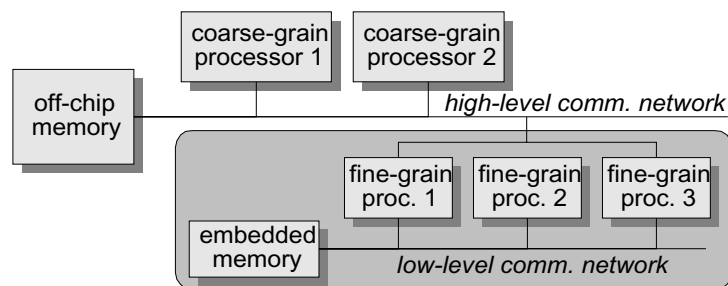 coarse-grain
processor 1
coarse-grain
processor 2
off-chip
memory
high-level comm. network
fine-grain
proc. 1
fine-grain
proc. 2
fine-grain
proc. 3
embedded
memory
low-level comm. network